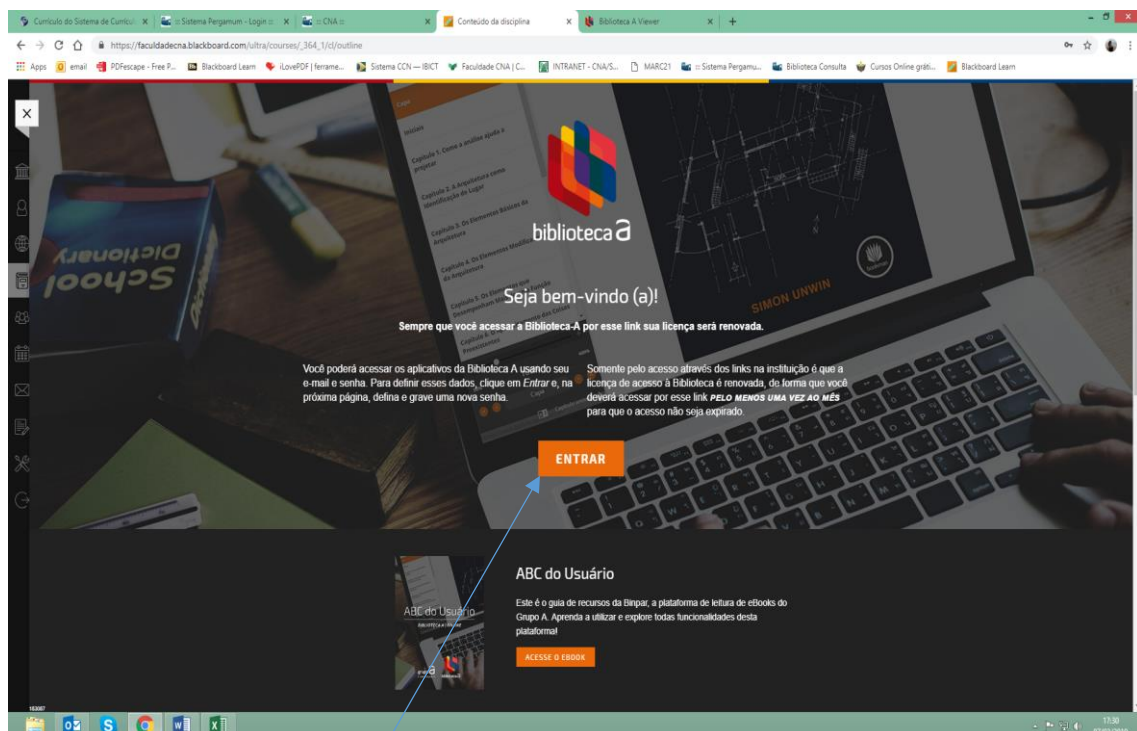 Currículo do Sistema de Currícul X
:: Sistema Pergamum - Login :: X
:: CNA :: X
Conteúdo da disciplina X
Biblioteca A Viewer X
https://faculdadecna.blackboard.com/ultra/courses/_364_1/cl/outline
Apps email PDFescape - Free P... Blackboard Learn iLovePDF | ferrame... Sistema CCN — IBICT Faculdade CNA | C... INTRANET - CNA/S... MARC21 :: Sistema Pergamu... Biblioteca Consulta Cursos Online gráti... Blackboard Learn
Capa
Iniciais
Capítulo 1. Como a análise ajuda a
projetar
Capítulo 2. A Arquitetura como
Identificação de Lugar
Capítulo 3. Os Elementos Básicos da
Arquitetura
School
Dictionary
biblioteca a
SIMON UNWIN
Seja bem-vindo (a)!
Sempre que você acessar a Biblioteca-A por esse link sua licença será renovada.
Você poderá acessar os aplicativos da Biblioteca A usando seu
e-mail e senha. Para definir esses dados, clique em Entrar e, na
próxima página, defina e grave uma nova senha.
Somente pelo acesso através dos links na instituição é que a
licença de acesso à Biblioteca é renovada, de forma que você
deverá acessar por esse link PELO MENOS UMA VEZ AO MÊS
para que o acesso não seja expirado.
ENTRAR
ABC do Usuário
ABC do Usuário
Este é o guia de recursos da Binpar, a plataforma de leitura de eBooks do
Grupo A. Aprenda a utilizar e explore todas funcionalidades desta
plataforma!
ACESSE O EBOOK
17:30